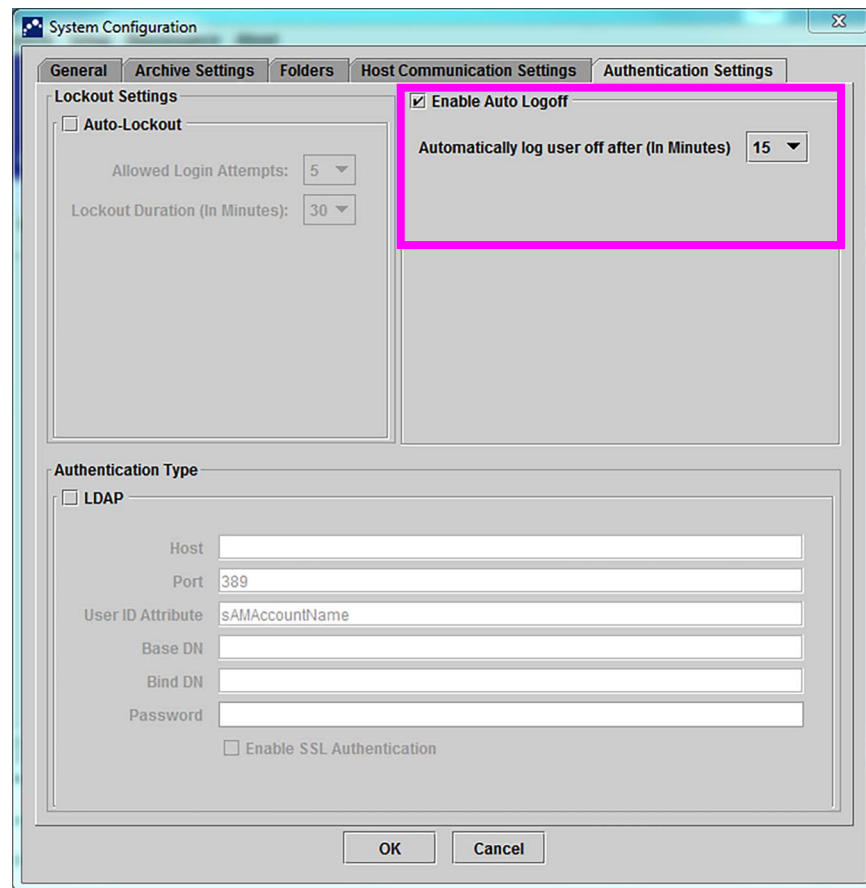 System Configuration
General Archive Settings Folders Host Communication Settings Authentication Settings
Lockout Settings
Auto-Lockout
Allowed Login Attempts: 5
Lockout Duration (In Minutes): 30
Enable Auto Logoff
Automatically log user off after (In Minutes) 15
Authentication Type
LDAP
Host
Port 389
User ID Attribute sAMAccountName
Base DN
Bind DN
Password
Enable SSL Authentication
OK Cancel